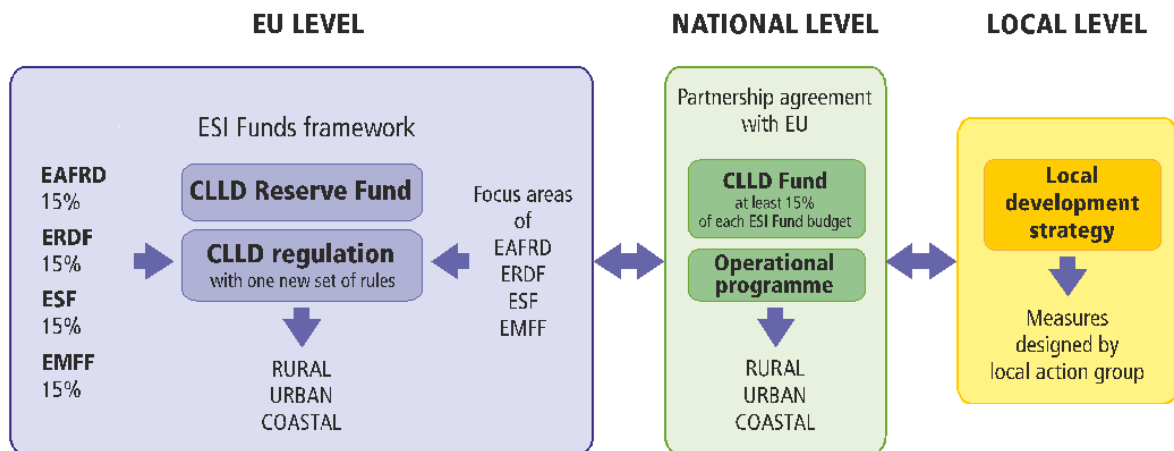 EU LEVEL
ESI Funds framework
EAFRD
15%
ERDF
15%
ESF
15%
EMFF
15%
CLLD Reserve Fund
CLLD regulation
with one new set of rules
RURAL
URBAN
COASTAL
Focus areas
of
EAFRD
ERDF
ESF
EMFF
NATIONAL LEVEL
Partnership agreement
with EU
CLLD Fund
at least 15%
of each ESI Fund budget
Operational
programme
RURAL
URBAN
COASTAL
LOCAL LEVEL
Local
development
strategy
Measures
designed by
local action group